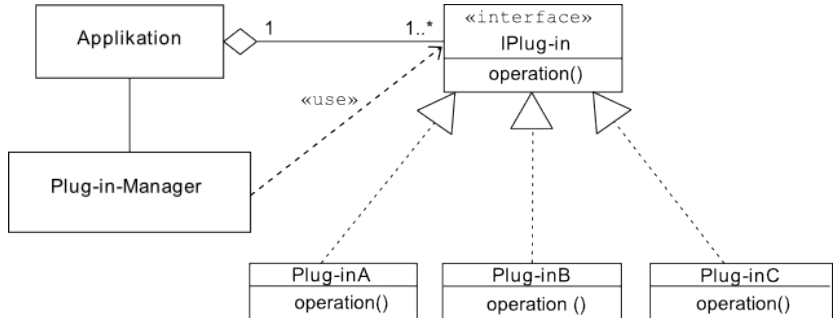 Applikation
1
1..*
«interface»
IPlug-in
operation()
«use»
Plug-in-Manager
Plug-inA
operation()
Plug-inB
operation ()
Plug-inC
operation()